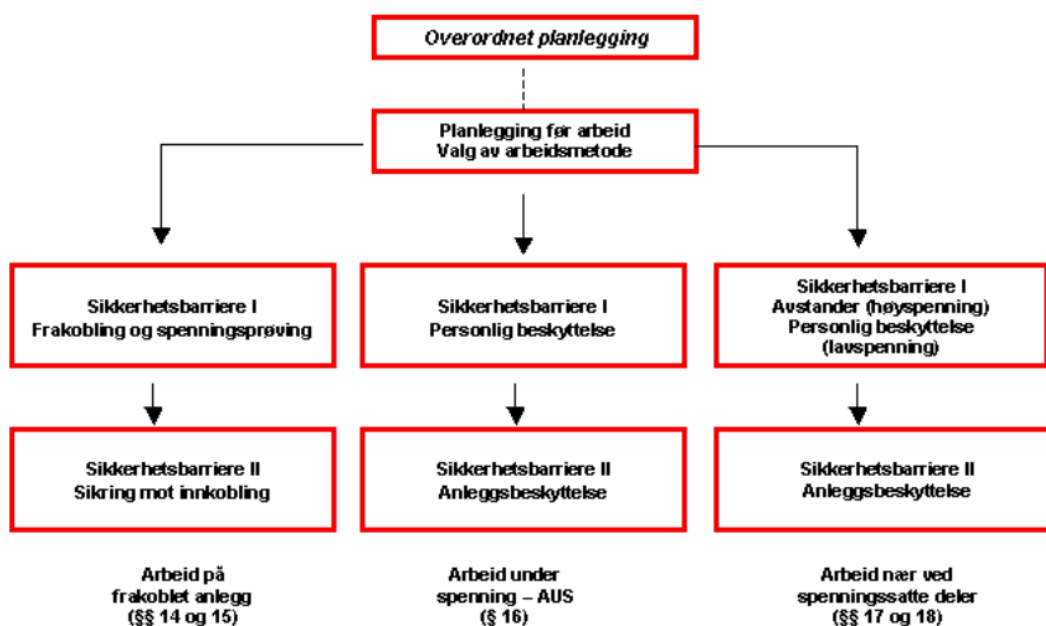 Overordnet planlegging
Planlegging før arbeid
Valg av arbeidsmetode
Sikkerhetsbarriere I
Frakobling og spenningsprøving
Sikkerhetsbarriere I
Personlig beskyttelse
Sikkerhetsbarriere I
Avstander (høyspenning)
Personlig beskyttelse
(lavspenning)
Sikkerhetsbarriere II
Sikring mot innkobling
Sikkerhetsbarriere II
Anleggsbeskyttelse
Sikkerhetsbarriere II
Anleggsbeskyttelse
Arbeid på
frakoblet anlegg
(§§ 14 og 15)
Arbeid under
spenning – AUS
(§ 16)
Arbeid nær ved
spenningssatte deler
(§§ 17 og 18)